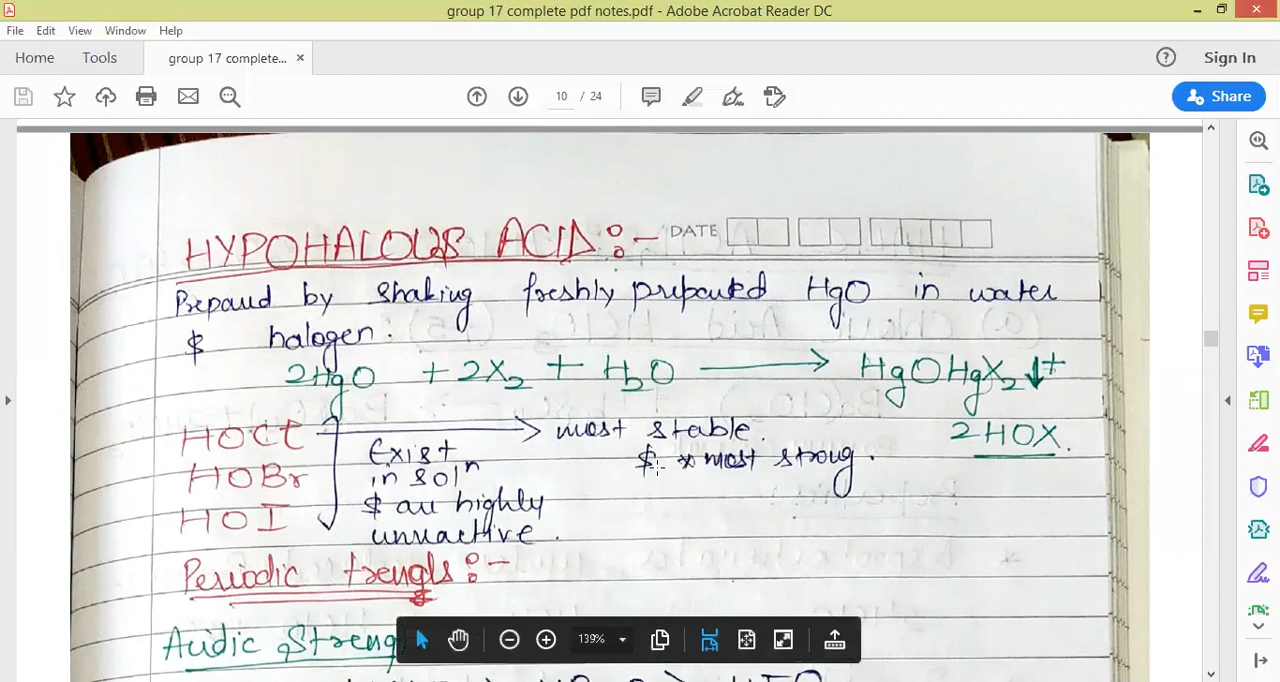 group 17 complete pdf notes.pdf - Adobe Acrobat Reader DC
File Edit View Window Help
Home Tools group 17 complete... × Sign In
10 / 24 Share
HYPOHALOUS ACID :- DATE
Prepared by shaking freshly prepared HgO in water
& halogen.
2HgO + 2X₂ + H₂O → HgOHgX₂↓+
HOCl → most stable. 2HOX.
HOBr Exist in solⁿ & * most strong.
HOI & are highly
unreactive.
Periodic trends :-
Acidic Streng
139%